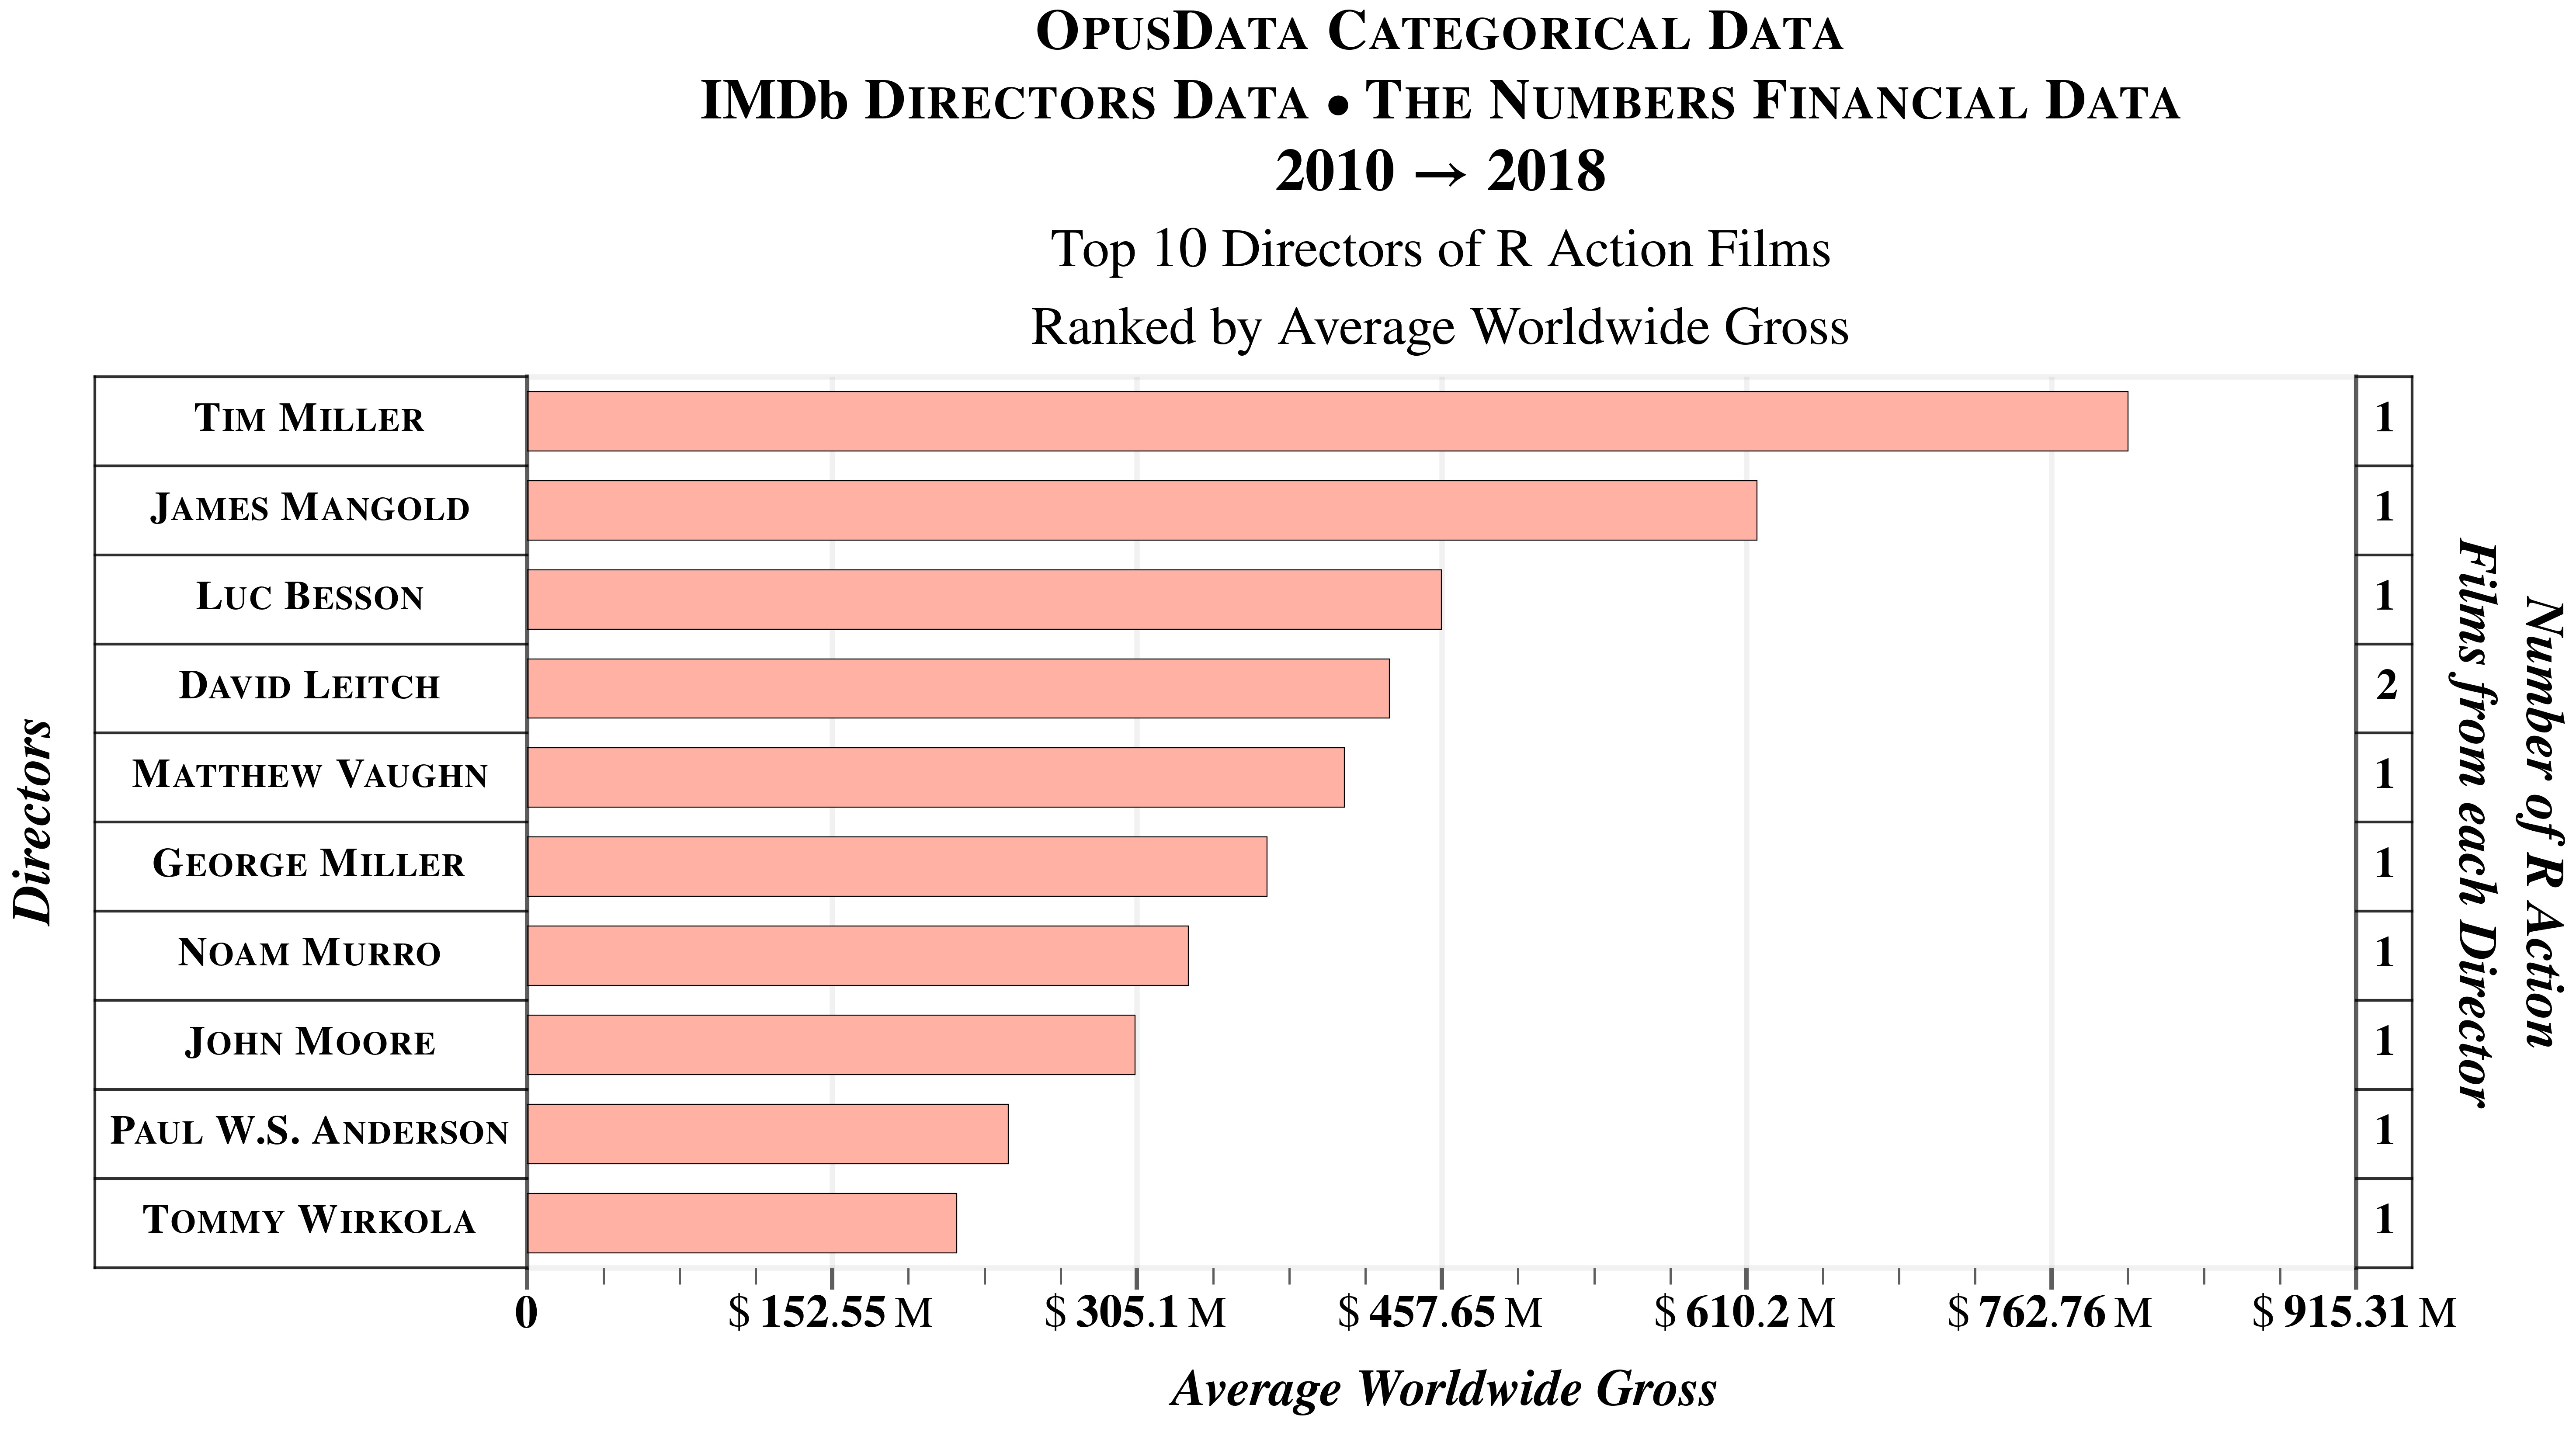 OpusData Categorical Data
IMDb Directors Data • The Numbers Financial Data
2010 → 2018
Top 10 Directors of R Action Films
Ranked by Average Worldwide Gross
Directors
Tim Miller 1
James Mangold 1
Luc Besson 1
David Leitch 2
Matthew Vaughn 1
George Miller 1
Noam Murro 1
John Moore 1
Paul W.S. Anderson 1
Tommy Wirkola 1
Number of R Action
Films from each Director
0 $ 152.55 M $ 305.1 M $ 457.65 M $ 610.2 M $ 762.76 M $ 915.31 M
Average Worldwide Gross